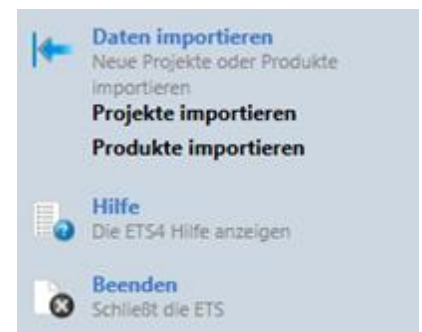 Daten importieren
Neue Projekte oder Produkte
importieren
Projekte importieren
Produkte importieren
Hilfe
Die ETS4 Hilfe anzeigen
Beenden
Schließt die ETS